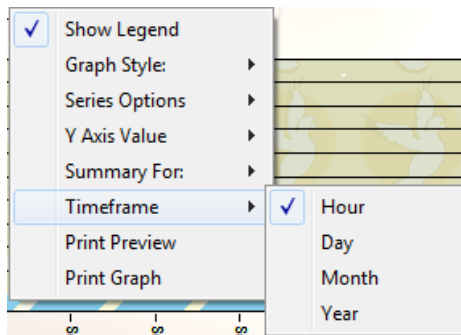 Show Legend
Graph Style:
Series Options
Y Axis Value
Summary For:
Timeframe
Print Preview
Print Graph
Hour
Day
Month
Year